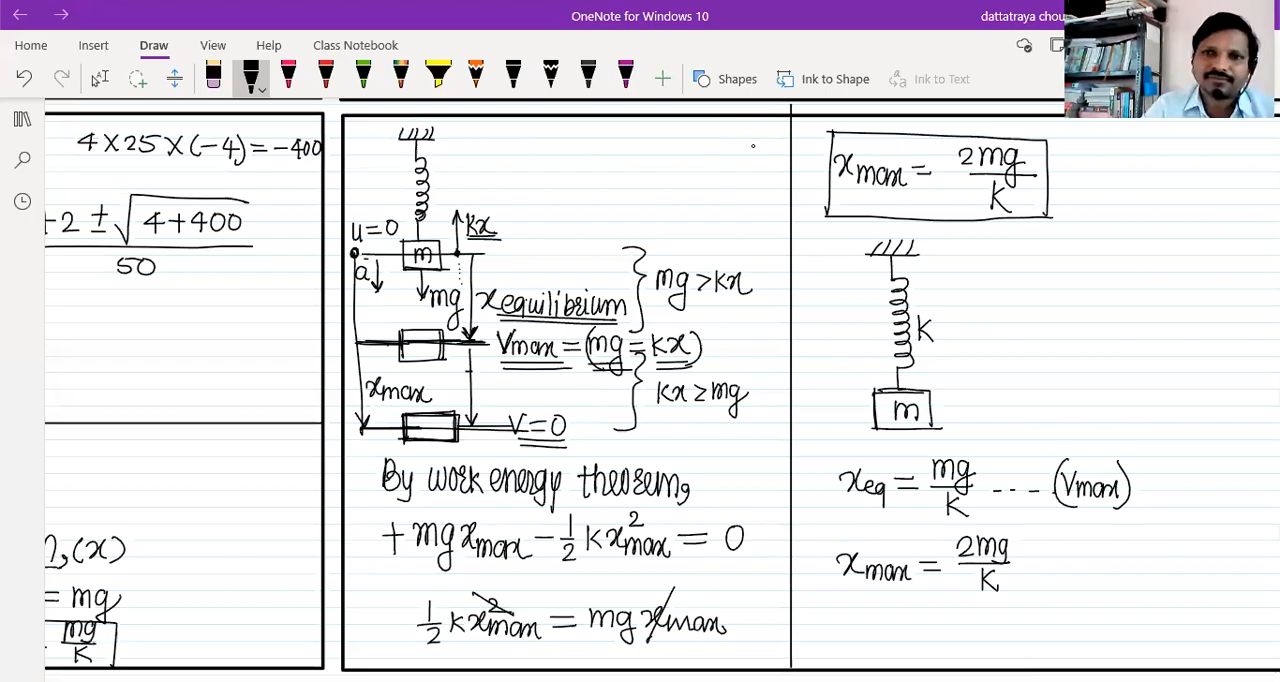 OneNote for Windows 10
dattatraya chou
Home Insert Draw View Help Class Notebook
Shapes Ink to Shape Ink to Text
4 X 25 X (-4) = -400
+2 ± √4+400
50
(x)
= mg
mg
K
u=0
kx
m
a
mg
x equilibrium
mg > kx
Vmax = (mg = kx)
xmax
kx ≥ mg
V=0
By work energy theorem,
+ mg xmax - 1/2 k x²max = 0
1/2 k x²max = mg xmax
xmax = 2mg/K
K
m
xeq = mg/K ---- (Vmax)
xmax = 2mg/K